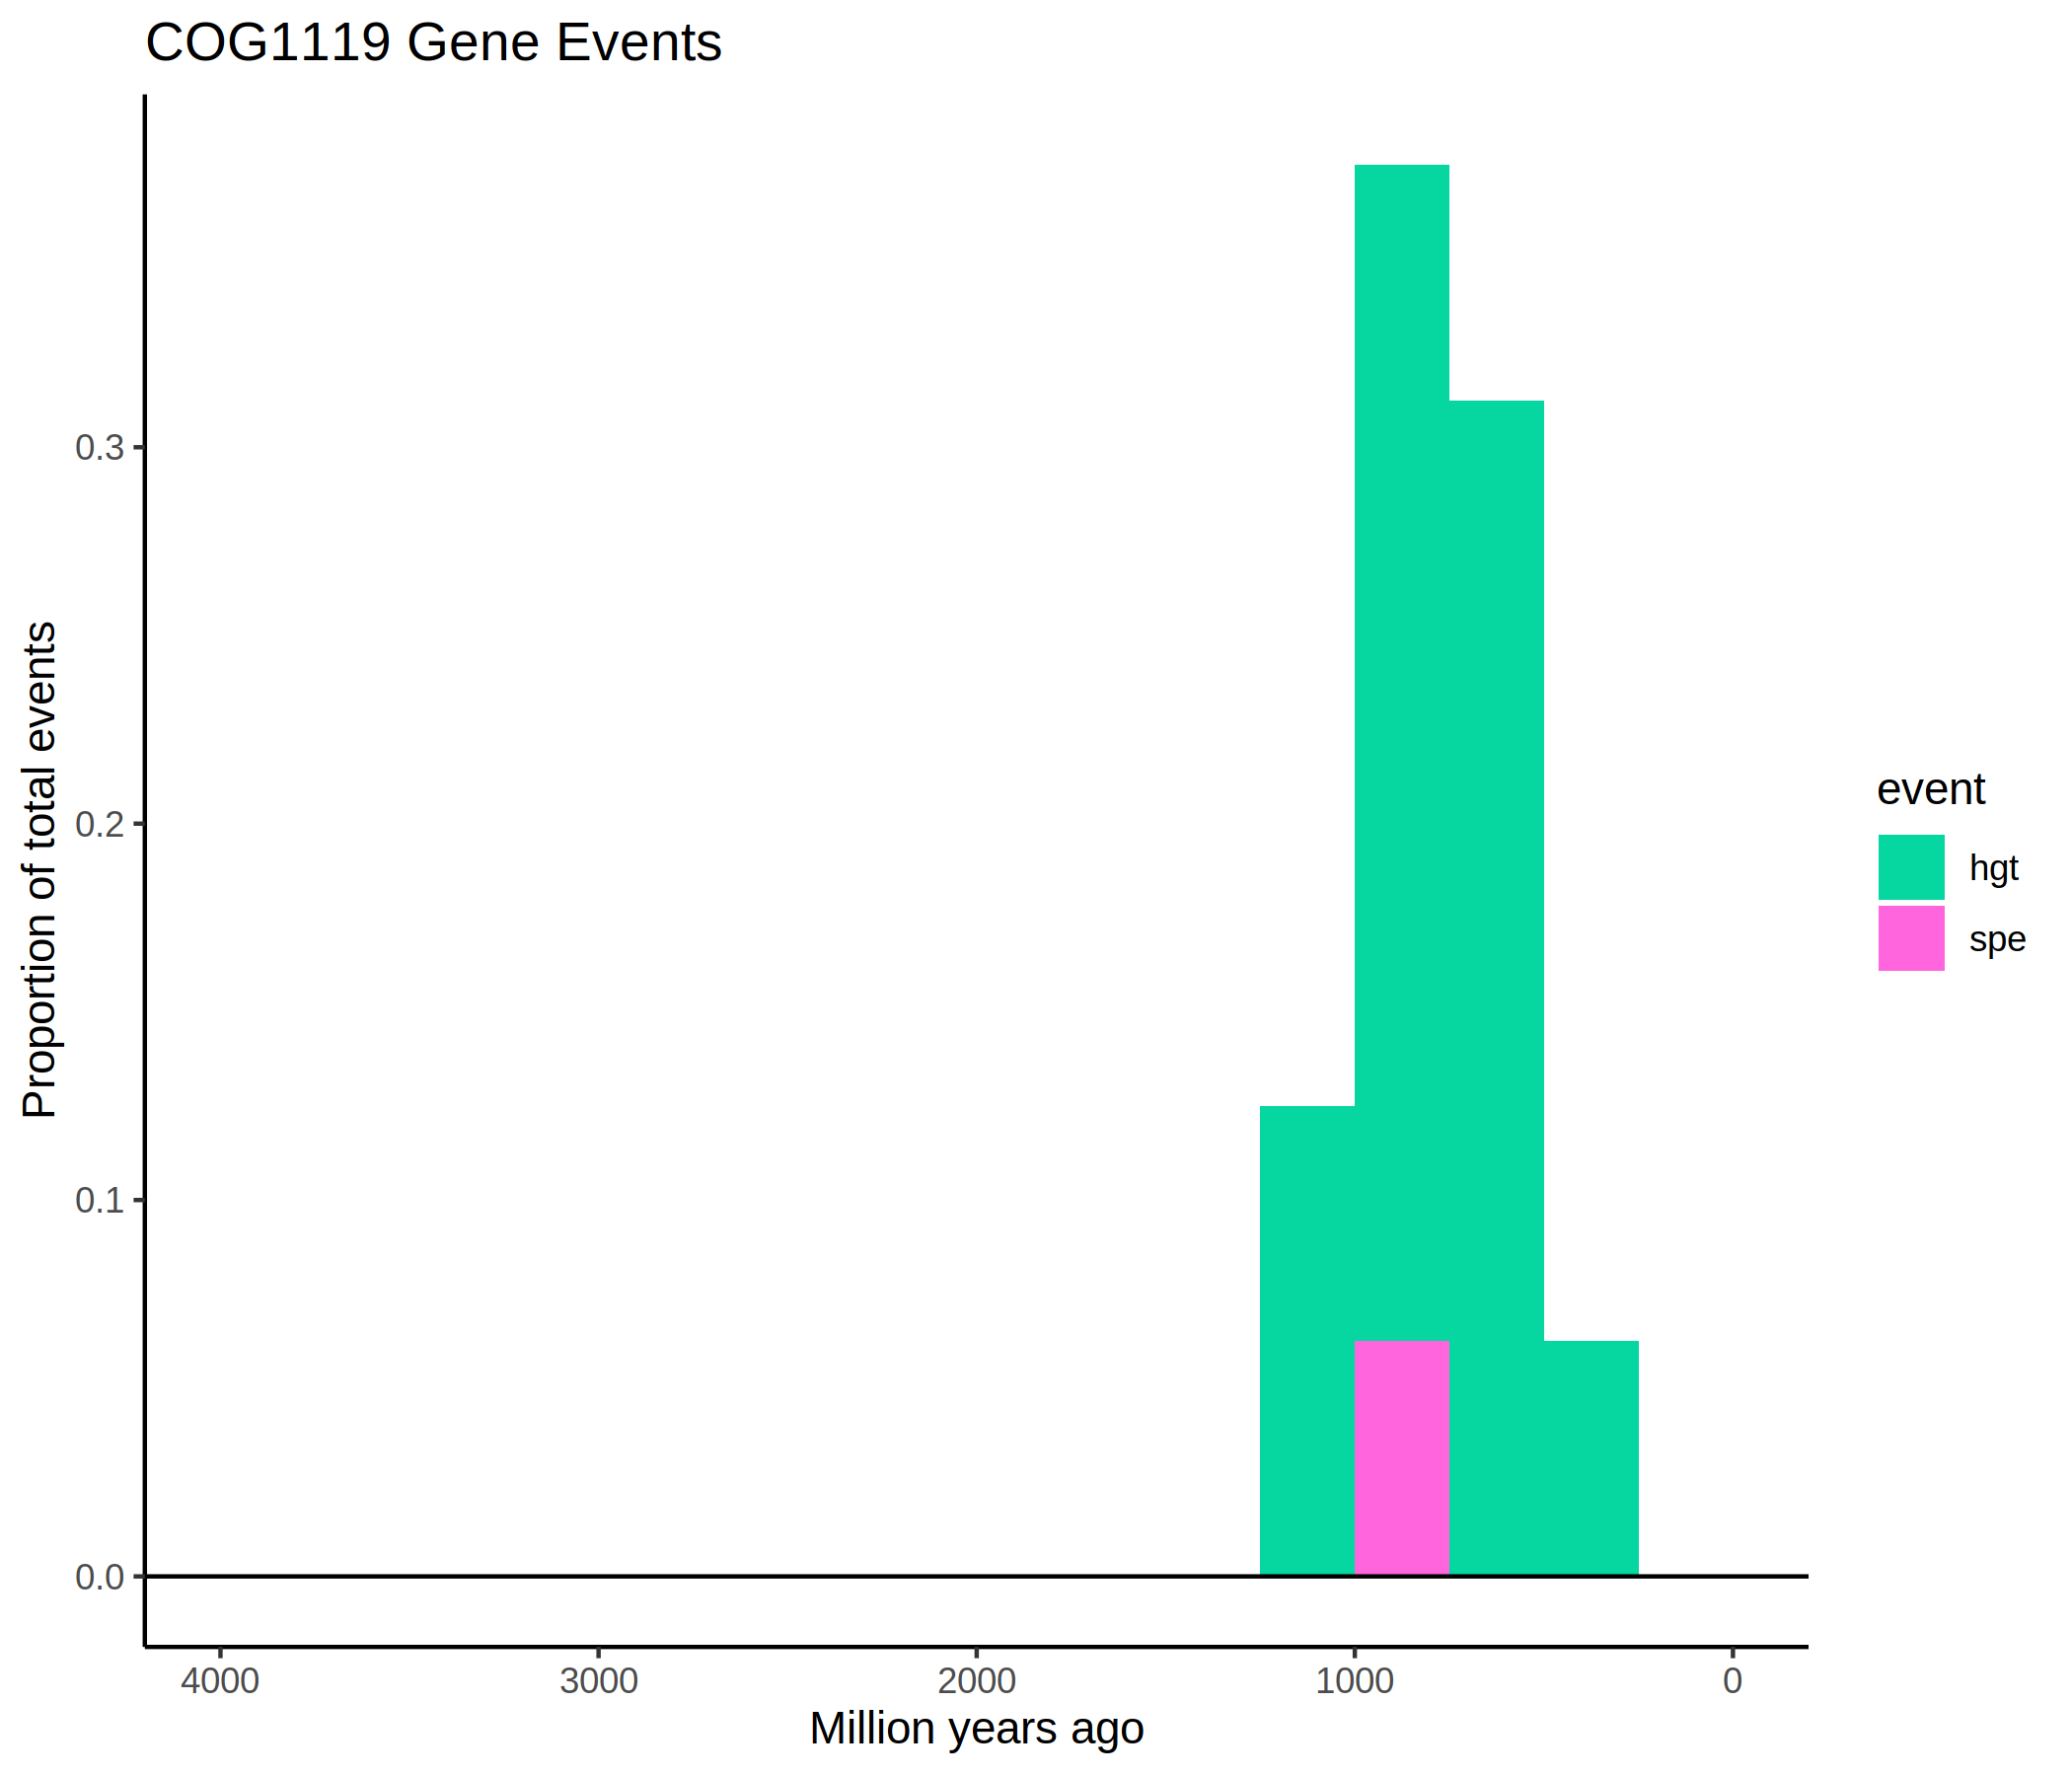 COG1119 Gene Events
Proportion of total events
0.3
0.2
0.1
0.0
4000 3000 2000 1000 0
Million years ago
event
hgt
spe